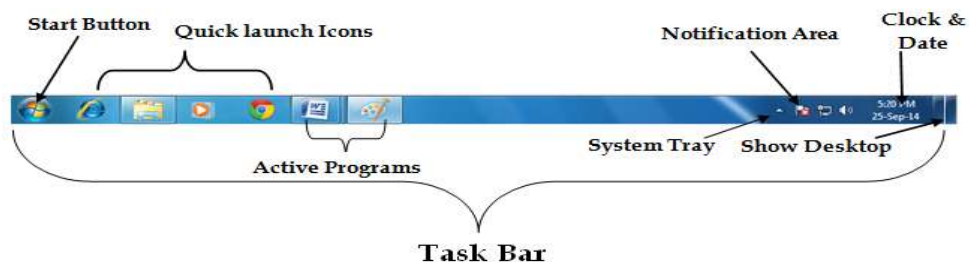 Start Button
Quick launch Icons
Notification Area
Clock &
Date
5:20 PM
25-Sep-14
Active Programs
System Tray
Show Desktop
Task Bar